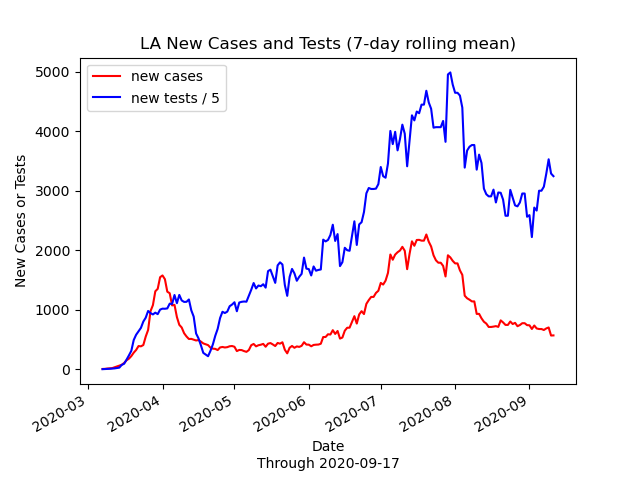 LA New Cases and Tests (7-day rolling mean)
new cases
new tests / 5
New Cases or Tests
5000
4000
3000
2000
1000
0
2020-03
2020-04
2020-05
2020-06
2020-07
2020-08
2020-09
Date
Through 2020-09-17